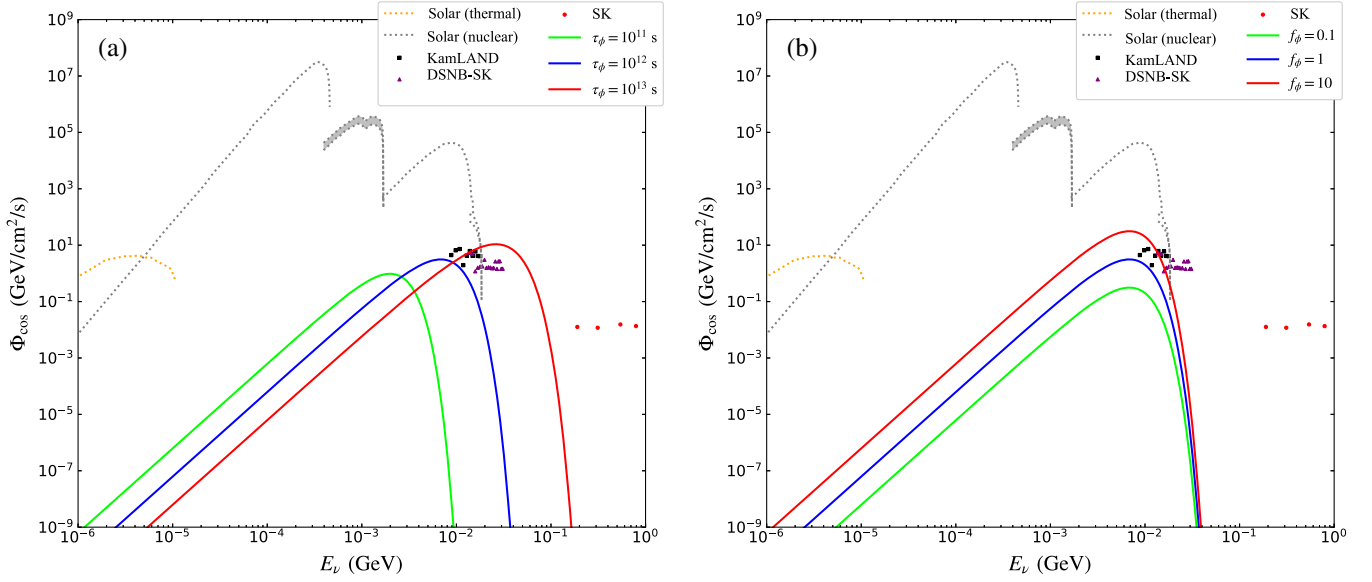 (a)
Solar (thermal)
Solar (nuclear)
KamLAND
DSNB-SK
SK
τ_ϕ = 10^11 s
τ_ϕ = 10^12 s
τ_ϕ = 10^13 s
10^9
10^7
10^5
10^3
10^1
10^−1
10^−3
10^−5
10^−7
10^−9
Φ_cos (GeV/cm^2/s)
10^−6 10^−5 10^−4 10^−3 10^−2 10^−1 10^0
E_ν (GeV)
(b)
Solar (thermal)
Solar (nuclear)
KamLAND
DSNB-SK
SK
f_ϕ = 0.1
f_ϕ = 1
f_ϕ = 10
10^9
10^7
10^5
10^3
10^1
10^−1
10^−3
10^−5
10^−7
10^−9
Φ_cos (GeV/cm^2/s)
10^−6 10^−5 10^−4 10^−3 10^−2 10^−1 10^0
E_ν (GeV)